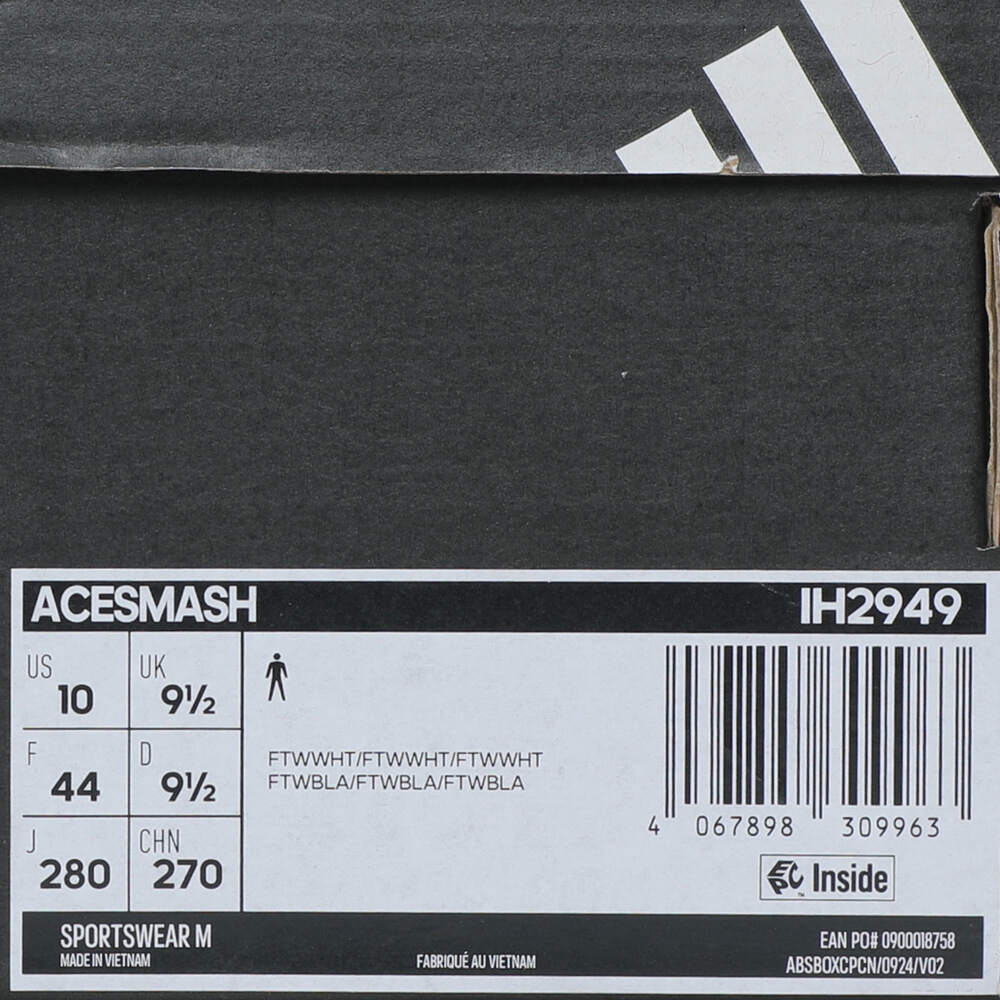 ACESMASH IH2949
US 10 UK 9½
F 44 D 9½
J 280 CHN 270
FTWWHT/FTWWHT/FTWWHT
FTWBLA/FTWBLA/FTWBLA
4 067898 309963
EPC Inside
SPORTSWEAR M
MADE IN VIETNAM
FABRIQUÉ AU VIETNAM
EAN PO# 0900018758
ABSBOXCPCN/0924/V02